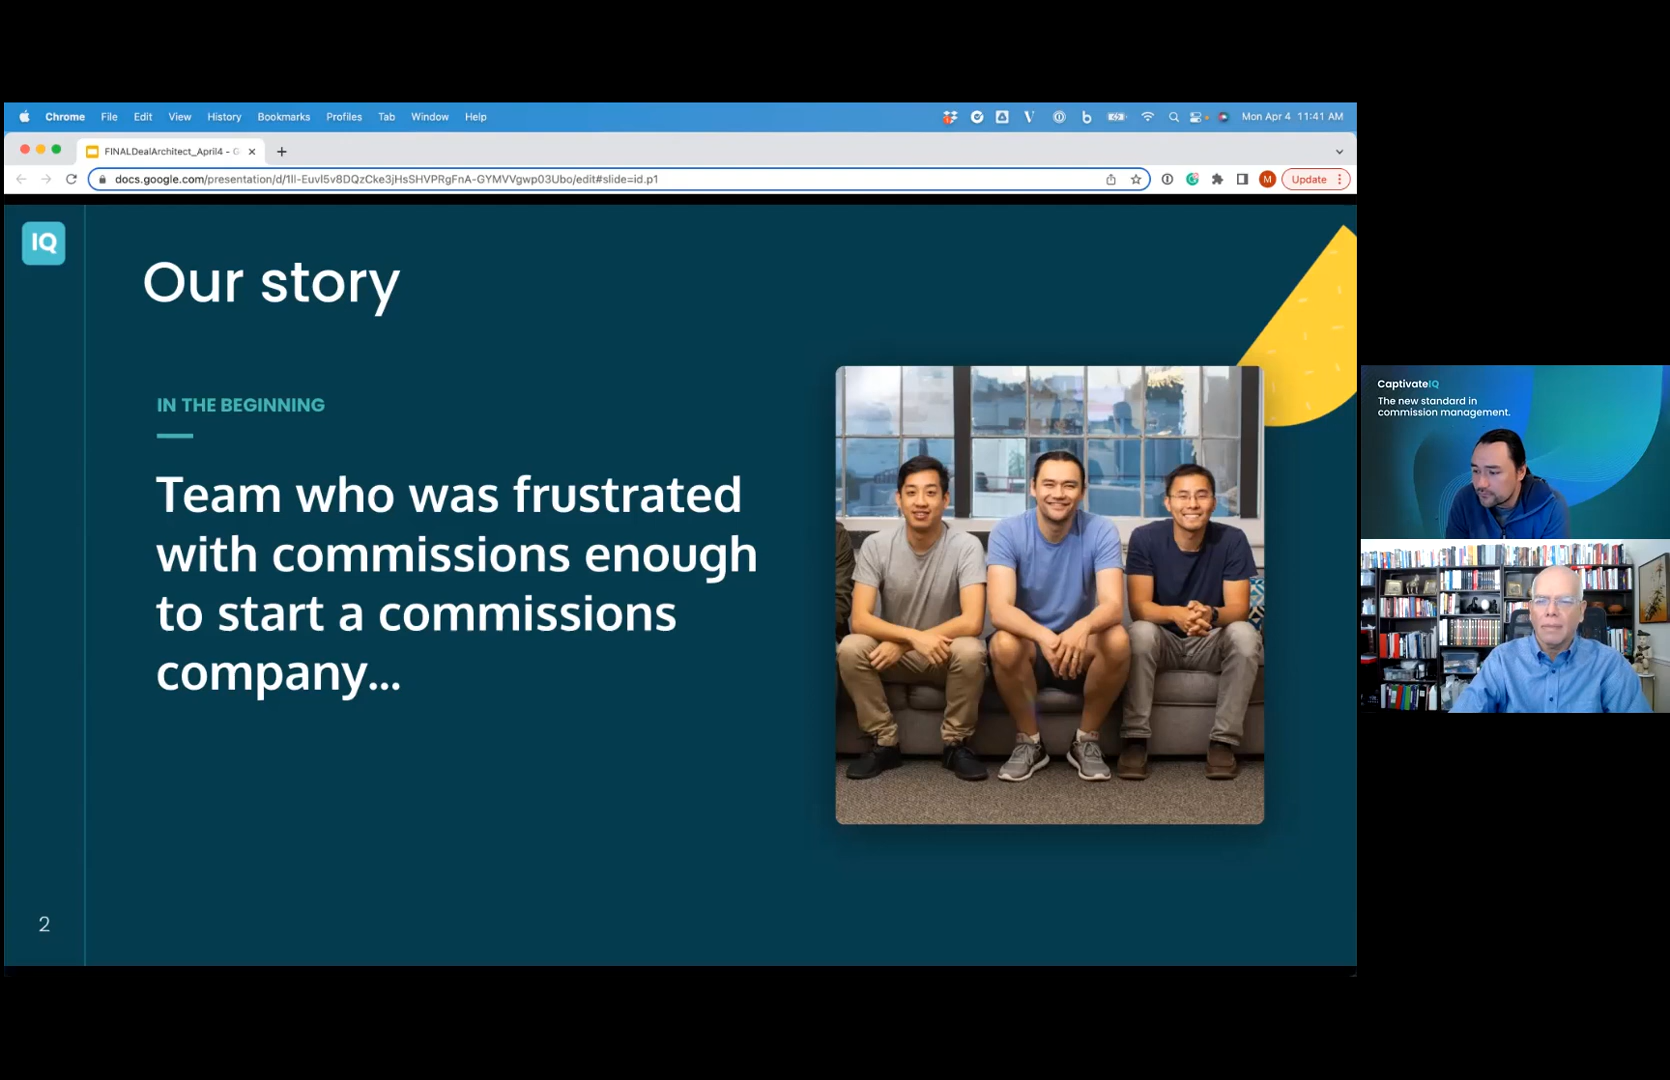 Chrome File Edit View History Bookmarks Profiles Tab Window Help Mon Apr 4 11:41 AM
FINALDealArchitect_April4 - G
docs.google.com/presentation/d/1lI-Euvl5v8DQzCke3jHsSHVPRgFnA-GYMVVgwp03Ubo/edit#slide=id.p1 M Update
IQ
Our story
IN THE BEGINNING
Team who was frustrated
with commissions enough
to start a commissions
company...
2
CaptivateIQ
The new standard in
commission management.